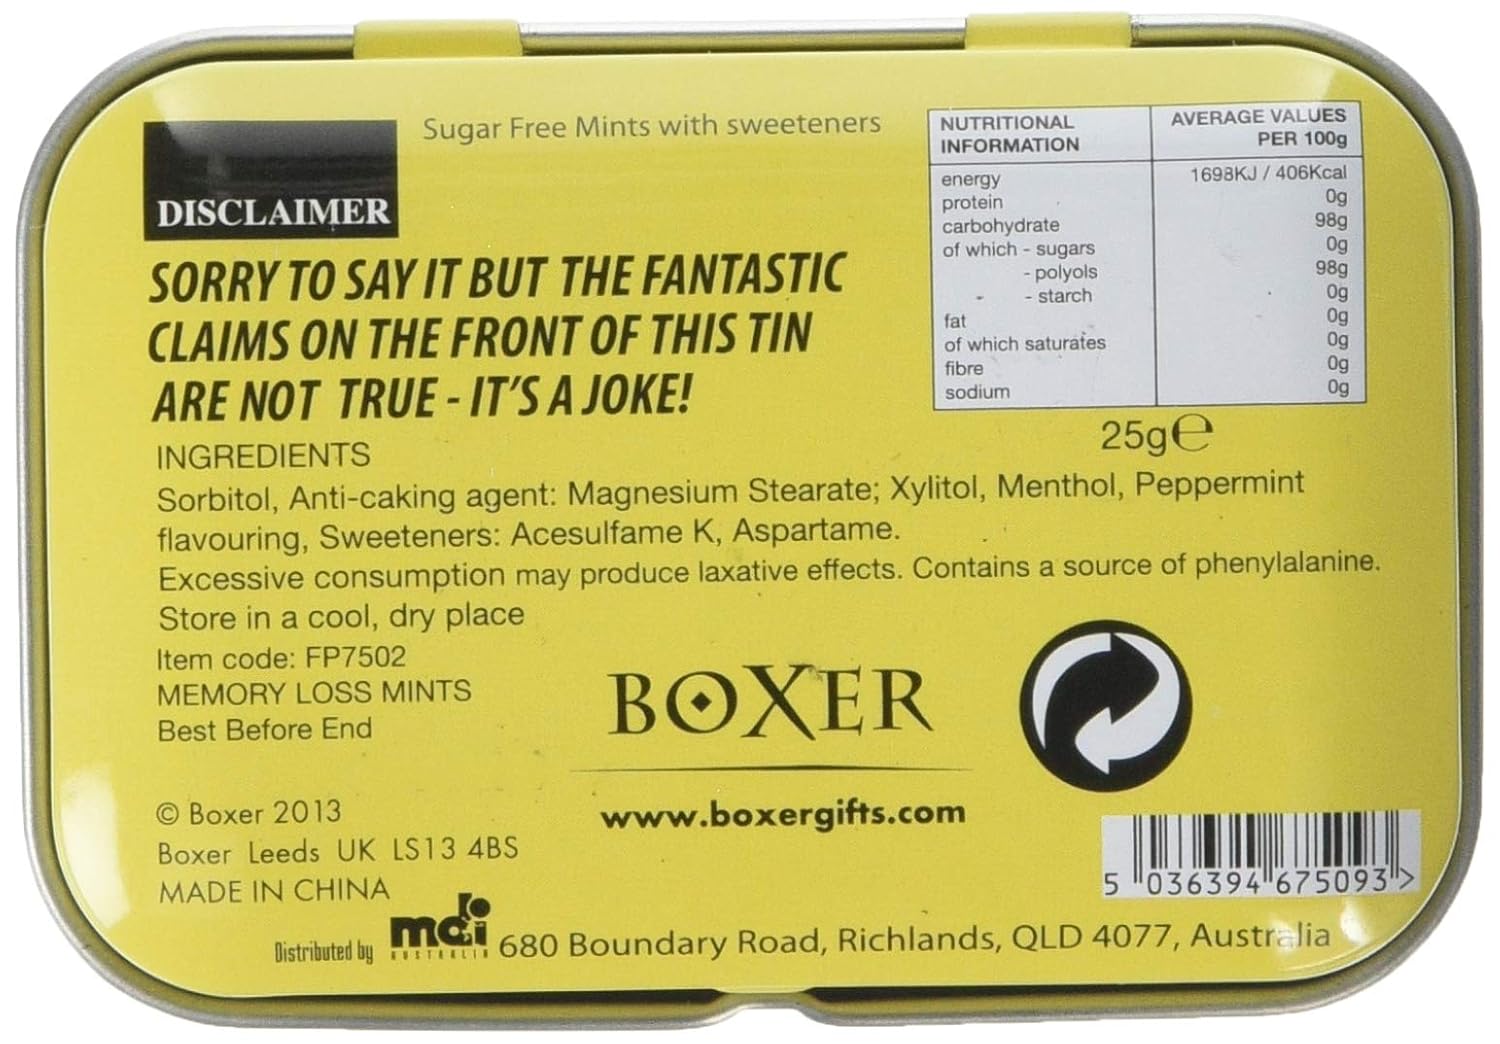 Sugar Free Mints with sweeteners
DISCLAIMER
SORRY TO SAY IT BUT THE FANTASTIC
CLAIMS ON THE FRONT OF THIS TIN
ARE NOT TRUE - IT'S A JOKE!
NUTRITIONAL INFORMATION AVERAGE VALUES PER 100g
energy 1698KJ / 406Kcal
protein 0g
carbohydrate 98g
of which - sugars 0g
- polyols 98g
- starch 0g
fat 0g
of which saturates 0g
fibre 0g
sodium 0g
25g℮
INGREDIENTS
Sorbitol, Anti-caking agent: Magnesium Stearate; Xylitol, Menthol, Peppermint
flavouring, Sweeteners: Acesulfame K, Aspartame.
Excessive consumption may produce laxative effects. Contains a source of phenylalanine.
Store in a cool, dry place
Item code: FP7502
MEMORY LOSS MINTS
Best Before End
BOXER
www.boxergifts.com
© Boxer 2013
Boxer Leeds UK LS13 4BS
MADE IN CHINA
5 036394 675093 >
Distributed by mdi AUSTRALIA 680 Boundary Road, Richlands, QLD 4077, Australia